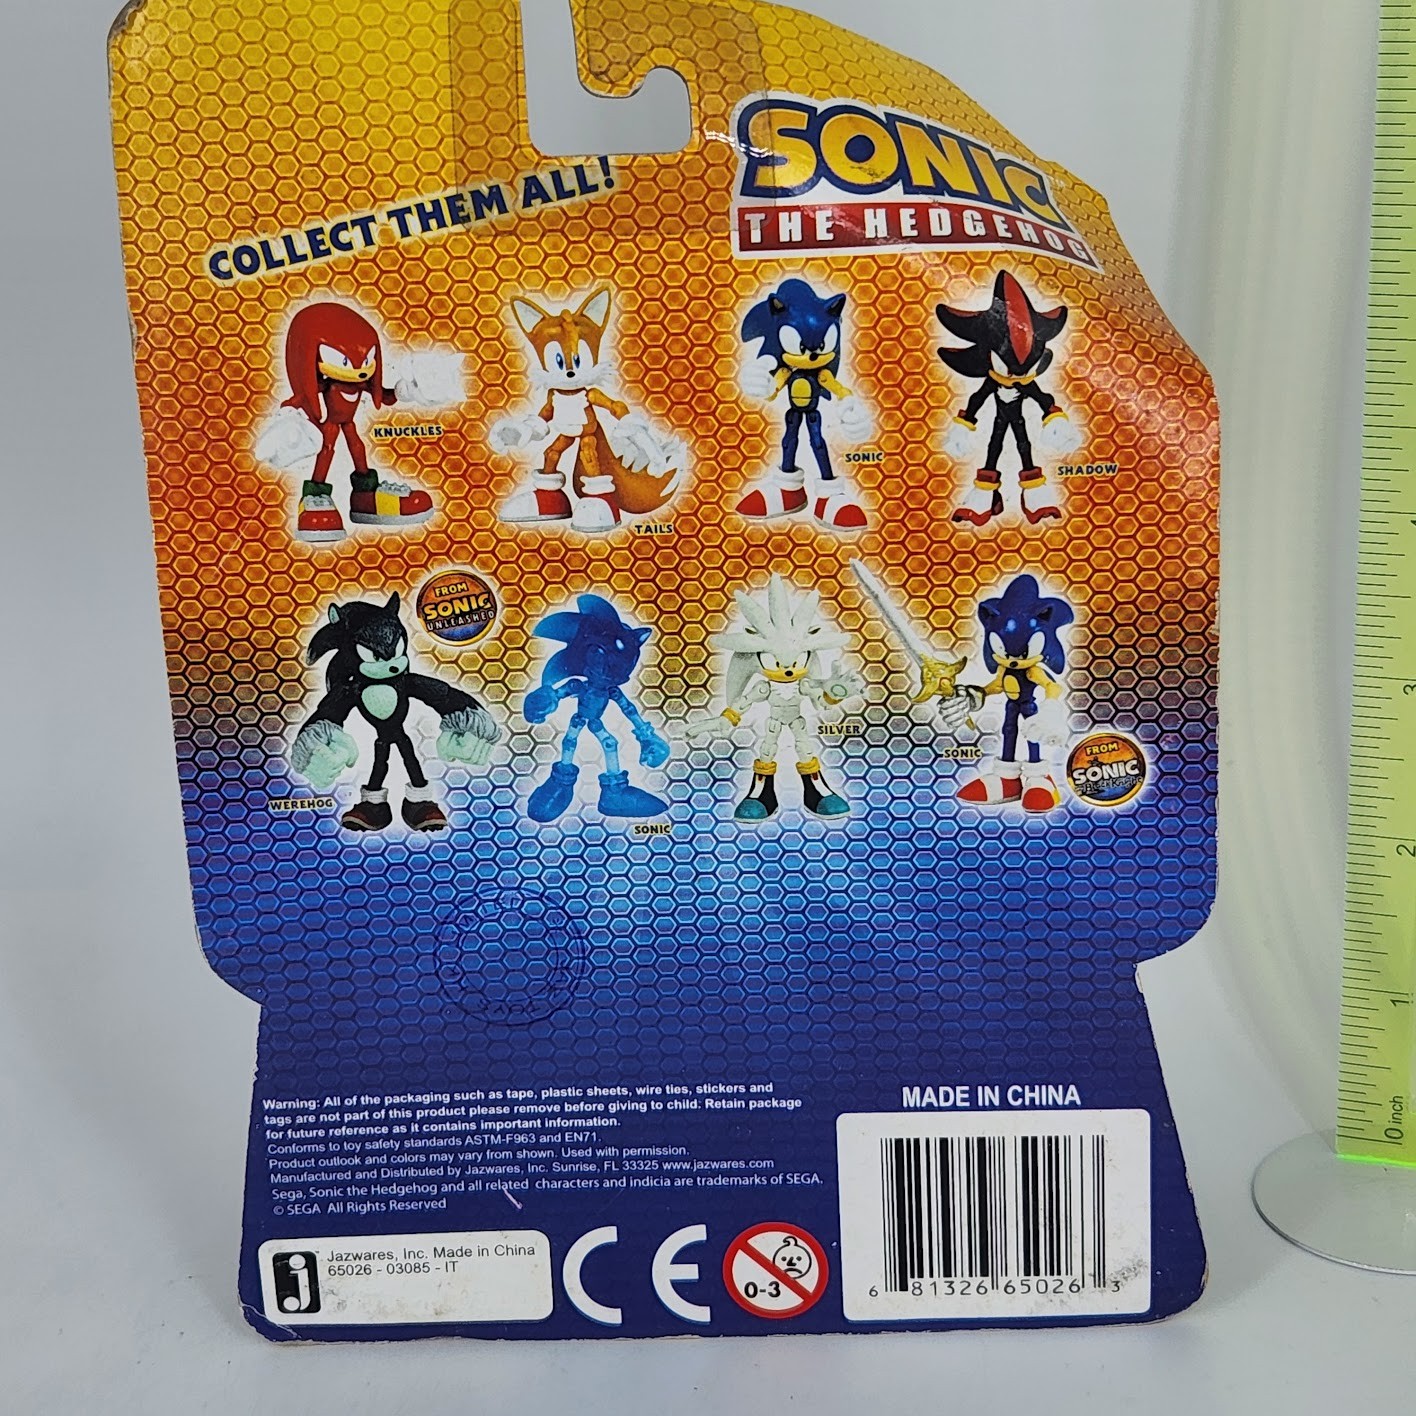 COLLECT THEM ALL!
SONIC
THE HEDGEHOG
KNUCKLES
TAILS
SONIC
SHADOW
FROM
SONIC
UNLEASHED
WEREHOG
SONIC
SILVER
SONIC
FROM
SONIC
MADE IN CHINA
Warning: All of the packaging such as tape, plastic sheets, wire ties, stickers and
tags are not part of this product please remove before giving to child. Retain package
for future reference as it contains important information.
Conforms to toy safety standards ASTM-F963 and EN71.
Product outlook and colors may vary from shown. Used with permission.
Manufactured and Distributed by Jazwares, Inc. Sunrise, FL 33325 www.jazwares.com
Sega, Sonic the Hedgehog and all related characters and indicia are trademarks of SEGA.
© SEGA All Rights Reserved
j
Jazwares, Inc. Made in China
65026 - 03085 - IT
CE
0-3
6 81326 65026 3
3
2
1
0 inch